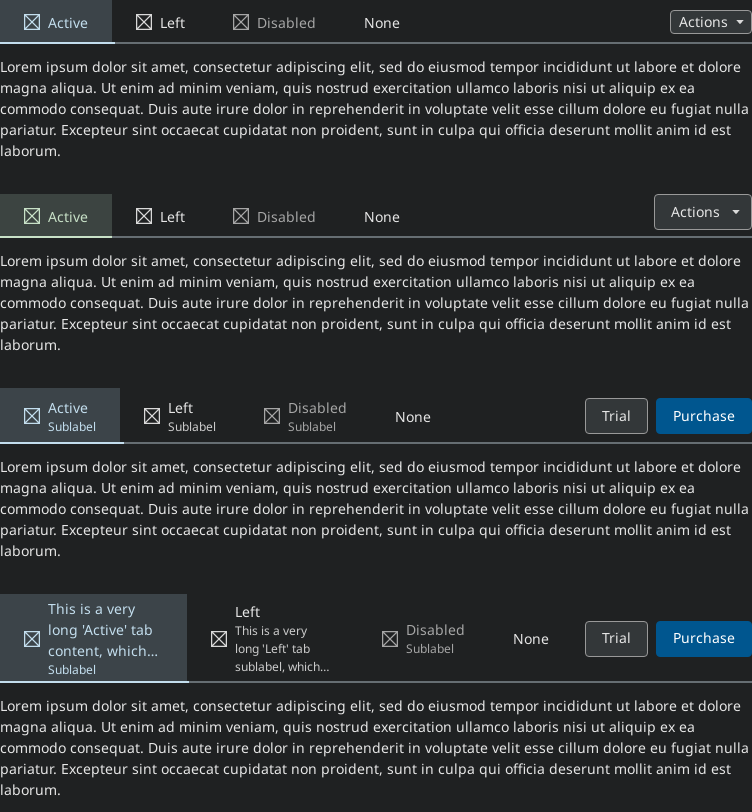 Active Left Disabled None Actions
Lorem ipsum dolor sit amet, consectetur adipiscing elit, sed do eiusmod tempor incididunt ut labore et dolore
magna aliqua. Ut enim ad minim veniam, quis nostrud exercitation ullamco laboris nisi ut aliquip ex ea
commodo consequat. Duis aute irure dolor in reprehenderit in voluptate velit esse cillum dolore eu fugiat nulla
pariatur. Excepteur sint occaecat cupidatat non proident, sunt in culpa qui officia deserunt mollit anim id est
laborum.
Active Left Disabled None Actions
Lorem ipsum dolor sit amet, consectetur adipiscing elit, sed do eiusmod tempor incididunt ut labore et dolore
magna aliqua. Ut enim ad minim veniam, quis nostrud exercitation ullamco laboris nisi ut aliquip ex ea
commodo consequat. Duis aute irure dolor in reprehenderit in voluptate velit esse cillum dolore eu fugiat nulla
pariatur. Excepteur sint occaecat cupidatat non proident, sunt in culpa qui officia deserunt mollit anim id est
laborum.
Active
Sublabel
Left
Sublabel
Disabled
Sublabel
None
Trial
Purchase
Lorem ipsum dolor sit amet, consectetur adipiscing elit, sed do eiusmod tempor incididunt ut labore et dolore
magna aliqua. Ut enim ad minim veniam, quis nostrud exercitation ullamco laboris nisi ut aliquip ex ea
commodo consequat. Duis aute irure dolor in reprehenderit in voluptate velit esse cillum dolore eu fugiat nulla
pariatur. Excepteur sint occaecat cupidatat non proident, sunt in culpa qui officia deserunt mollit anim id est
laborum.
This is a very
long 'Active' tab
content, which...
Sublabel
Left
This is a very
long 'Left' tab
sublabel, which...
Disabled
Sublabel
None
Trial
Purchase
Lorem ipsum dolor sit amet, consectetur adipiscing elit, sed do eiusmod tempor incididunt ut labore et dolore
magna aliqua. Ut enim ad minim veniam, quis nostrud exercitation ullamco laboris nisi ut aliquip ex ea
commodo consequat. Duis aute irure dolor in reprehenderit in voluptate velit esse cillum dolore eu fugiat nulla
pariatur. Excepteur sint occaecat cupidatat non proident, sunt in culpa qui officia deserunt mollit anim id est
laborum.